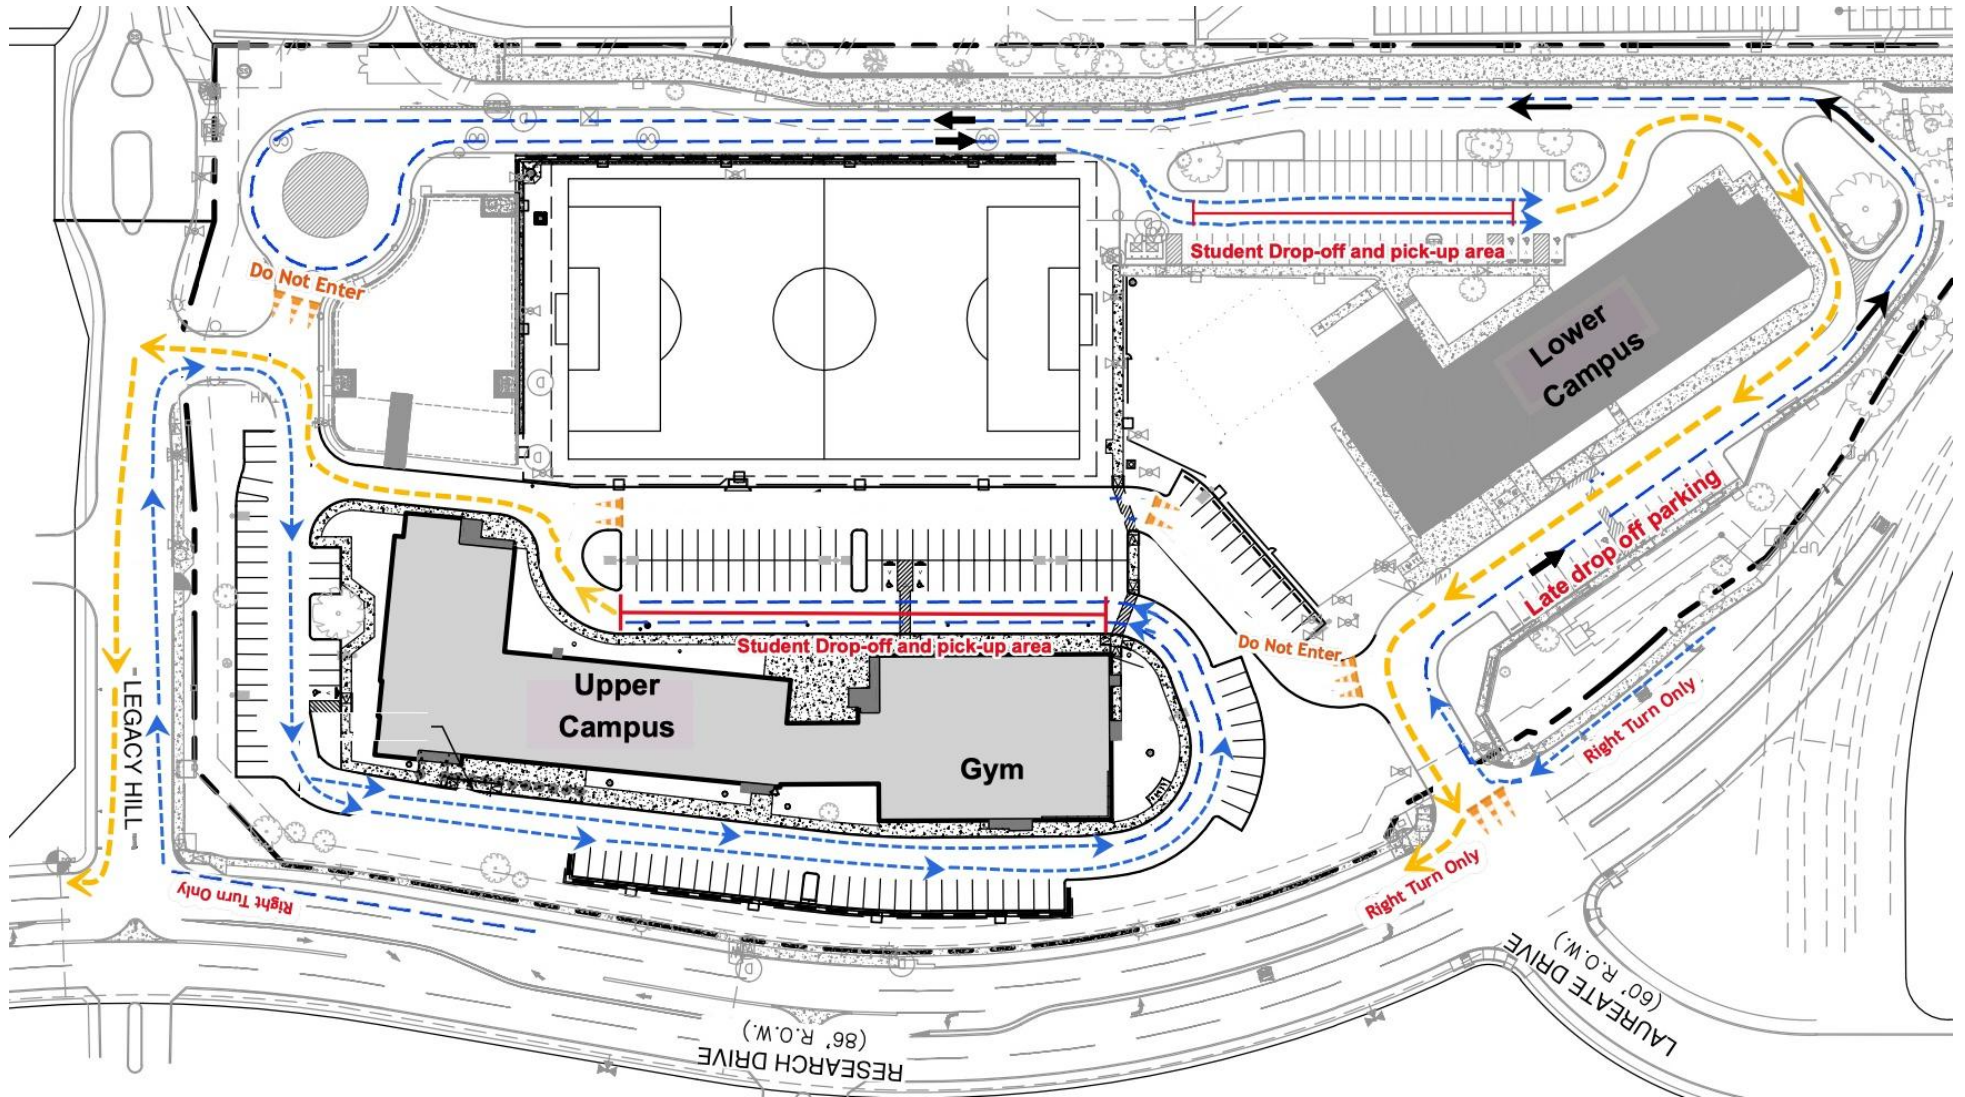 Do Not Enter
Student Drop-off and pick-up area
Lower
Campus
Late drop off parking
Do Not Enter
Student Drop-off and pick-up area
Upper
Campus
Gym
Right Turn Only
Right Turn Only
Right Turn Only
LEGACY HILL
LAUREATE DRIVE
(60' R.O.W.)
RESEARCH DRIVE
(86' R.O.W.)